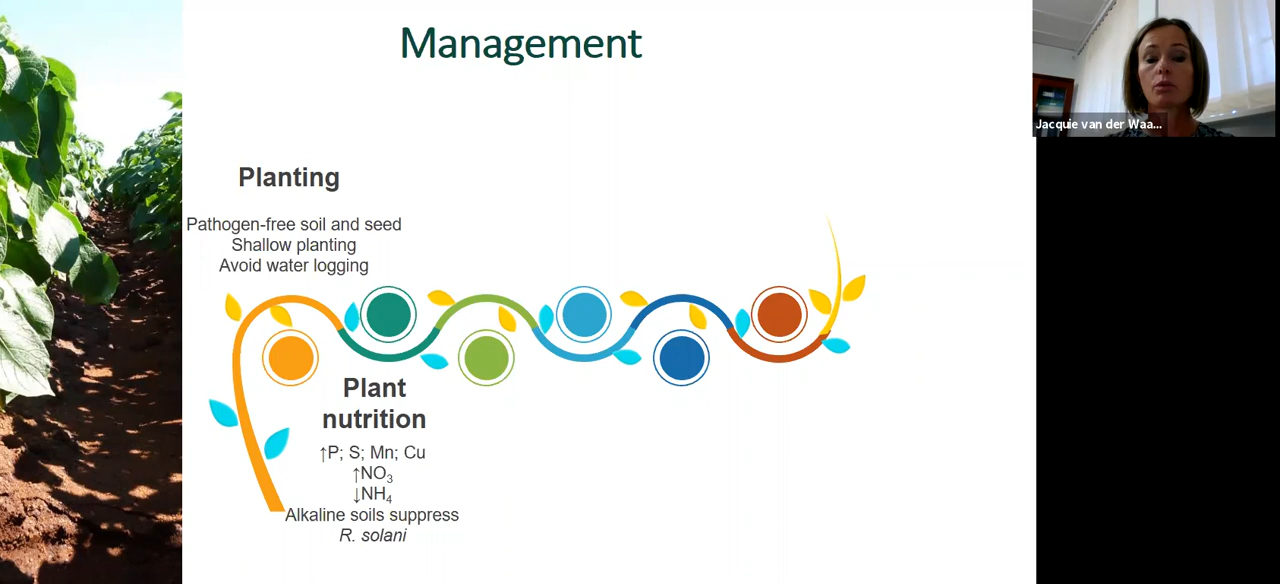 Management
Jacquie van der Waa...
Planting
Pathogen-free soil and seed
Shallow planting
Avoid water logging
Plant
nutrition
↑P; S; Mn; Cu
↑NO₃
↓NH₄
Alkaline soils suppress
R. solani